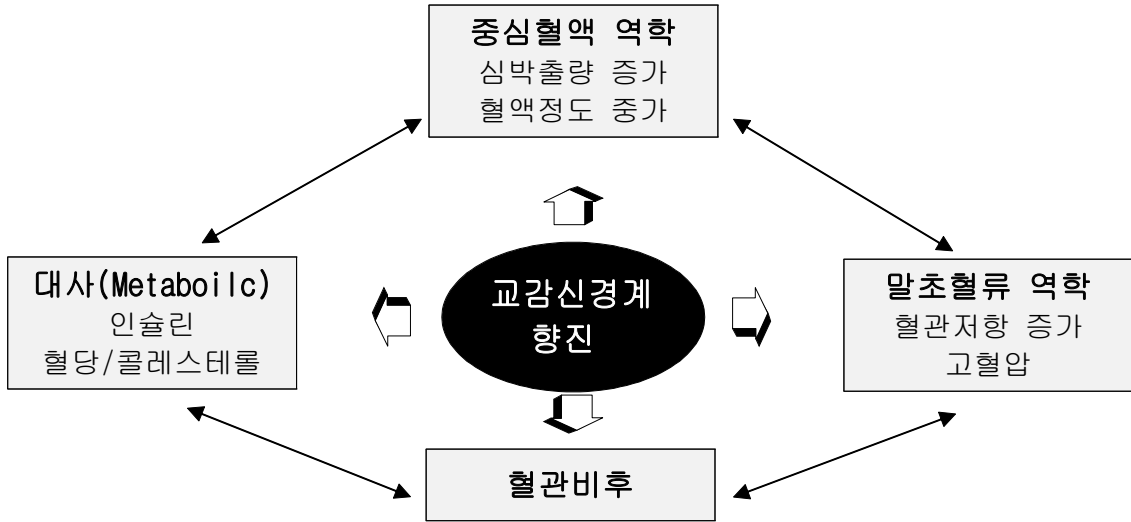 중심혈액 역학
심박출량 증가
혈액정도 중가
대사(Metaboilc)
인슐린
혈당/콜레스테롤
교감신경계
향진
말초혈류 역학
혈관저항 증가
고혈압
혈관비후